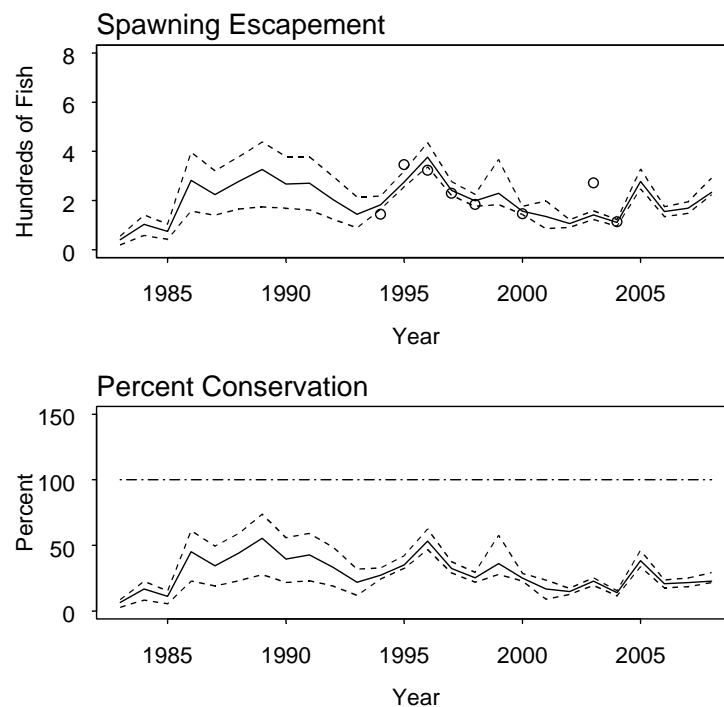 Spawning Escapement
Hundreds of Fish
8
6
4
2
0
1985 1990 1995 2000 2005
Year
Percent Conservation
Percent
150
100
50
0
1985 1990 1995 2000 2005
Year